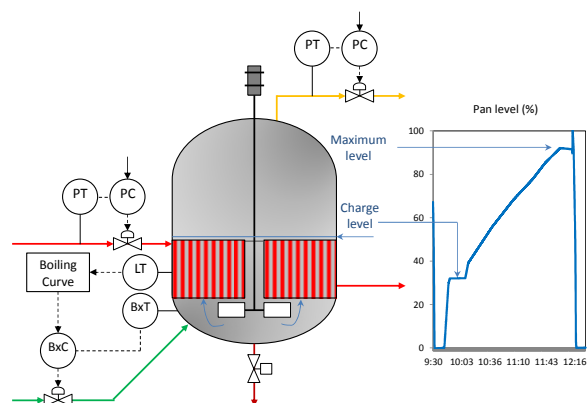 PT
PC
Pan level (%)
Maximum
level
Charge
level
PT
PC
LT
Boiling
Curve
BxT
BxC
100
80
60
40
20
0
9:30 10:03 10:36 11:10 11:43 12:16